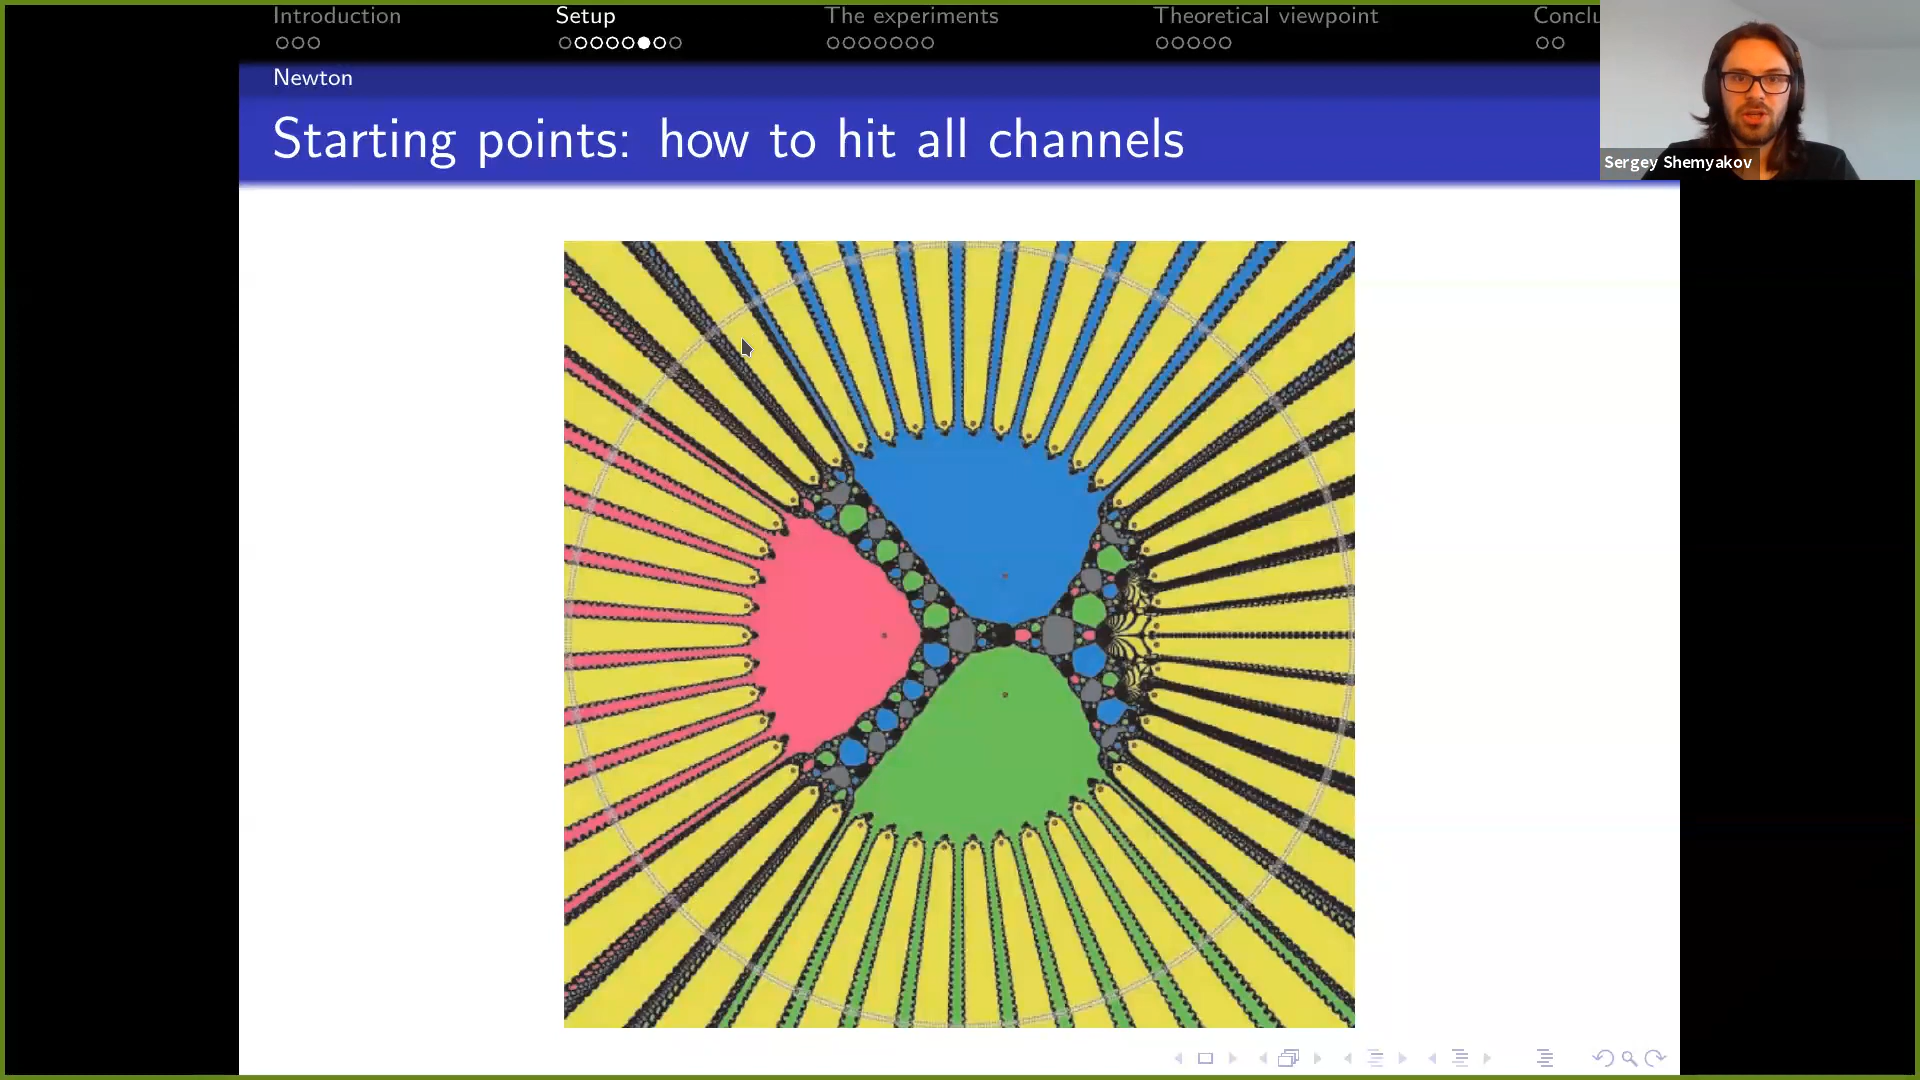 Introduction
Setup
The experiments
Theoretical viewpoint
Conclu
Newton
Starting points: how to hit all channels
Sergey Shemyakov